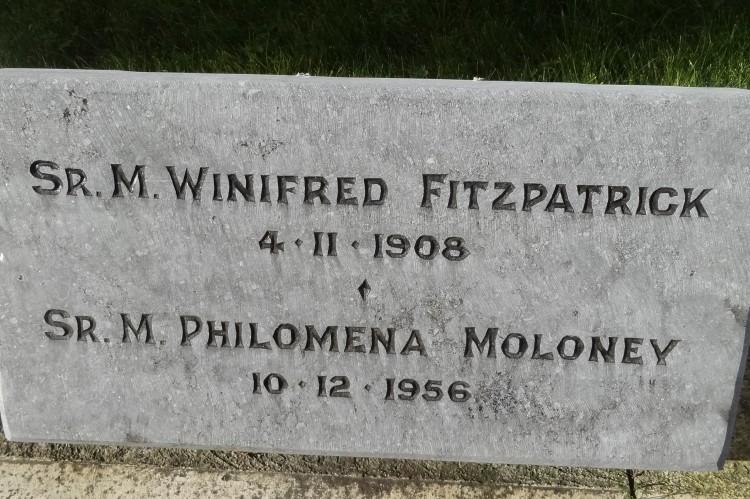 SR. M. WINIFRED FITZPATRICK
4 · 11 · 1908
SR. M. PHILOMENA MOLONEY
10 · 12 · 1956